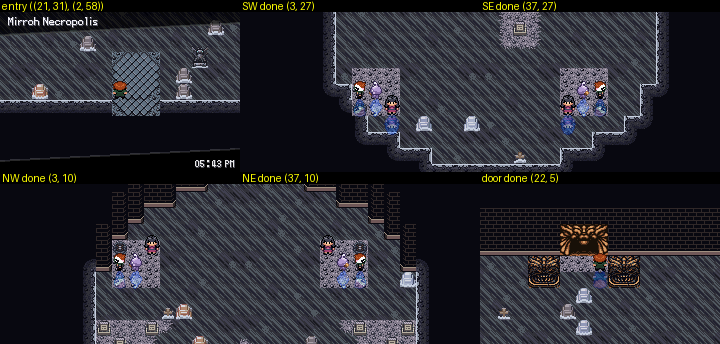 entry ((21, 31), (2, 58))
SW done (3, 27)
SE done (37, 27)
Mirroh Necropolis
05:43 PM
NW done (3, 10)
NE done (37, 10)
door done (22, 5)